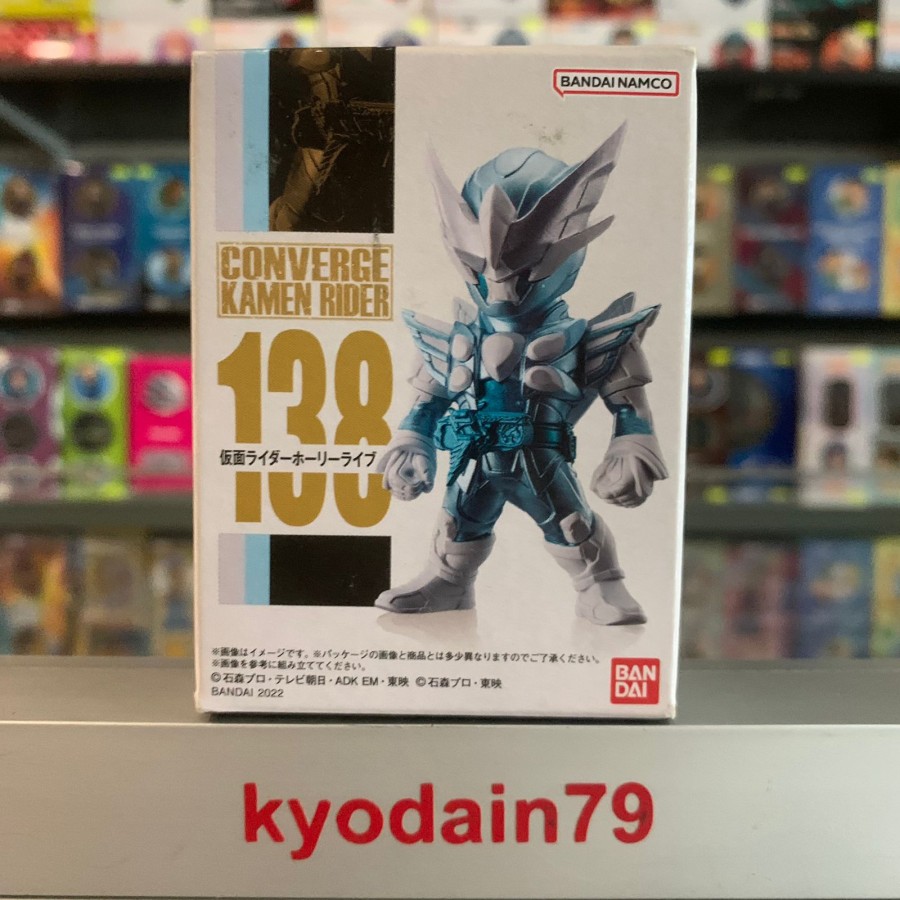 BANDAI NAMCO
CONVERGE
KAMEN RIDER
138
仮面ライダーホーリーライブ
※画像はイメージです。※パッケージの画像と商品とは多少異なりますのでご了承ください。
※画像を参考に組み立ててください。
©石森プロ・テレビ朝日・ADK EM・東映 ©石森プロ・東映
BANDAI 2022
BAN
DAI
kyodain79